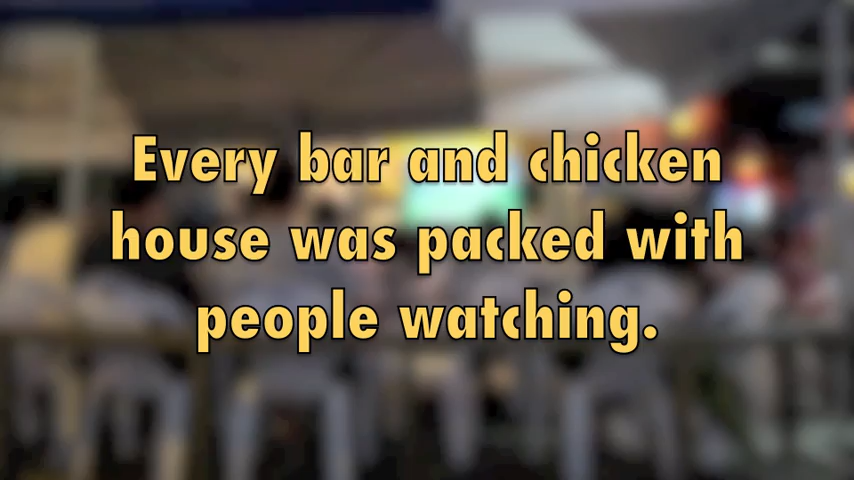 Every bar and chicken
house was packed with
people watching.